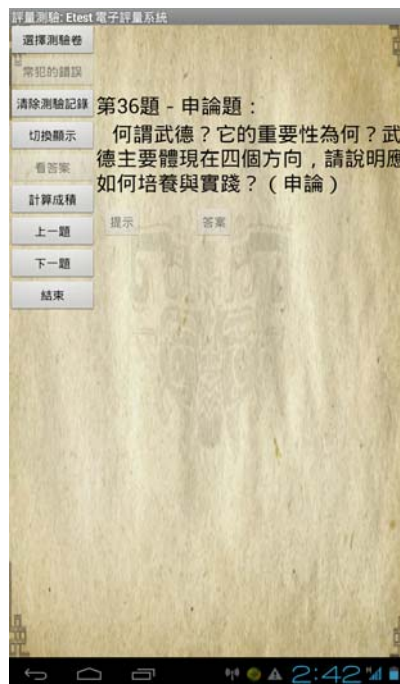 評量測驗: Etest 電子評量系統
選擇測驗卷
常犯的錯誤
清除測驗記錄
切換顯示
看答案
計算成積
上一題
下一題
結束
第36題 - 申論題：
何謂武德？它的重要性為何？武
德主要體現在四個方向，請說明應
如何培養與實踐？（申論）
提示
答案
2:42